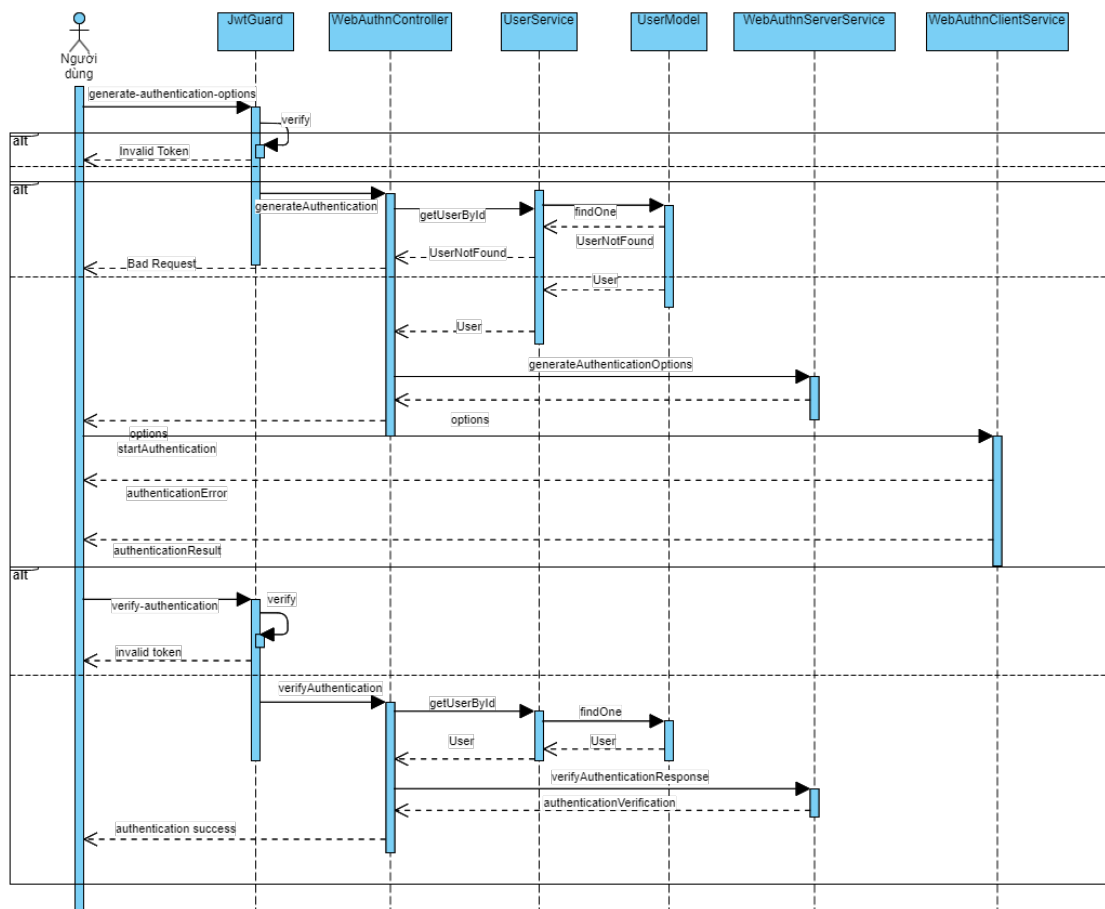 JwtGuard
WebAuthnController
UserService
UserModel
WebAuthnServerService
WebAuthnClientService
Người
dùng
generate-authentication-options
verify
alt
Invalid Token
alt
generateAuthentication
getUserById
findOne
UserNotFound
UserNotFound
Bad Request
User
User
generateAuthenticationOptions
options
options
startAuthentication
authenticationError
authenticationResult
alt
verify-authentication
verify
invalid token
verifyAuthentication
getUserById
findOne
User
User
verifyAuthenticationResponse
authenticationVerification
authentication success